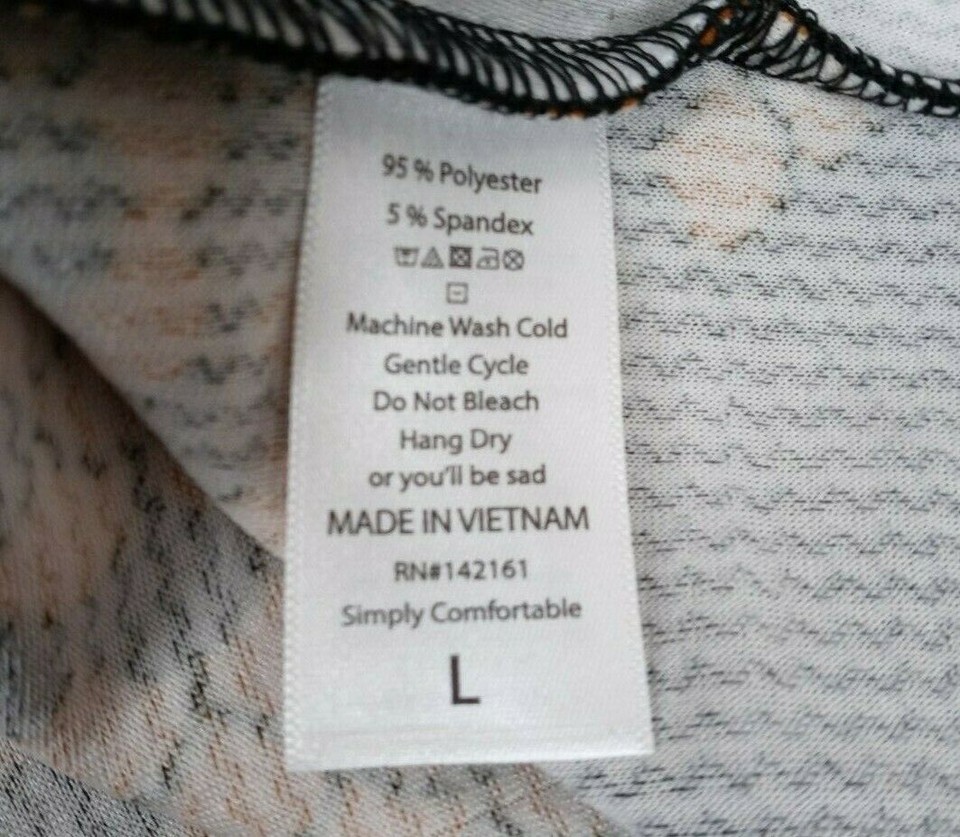 95 % Polyester
5 % Spandex
Machine Wash Cold
Gentle Cycle
Do Not Bleach
Hang Dry
or you'll be sad
MADE IN VIETNAM
RN#142161
Simply Comfortable
L